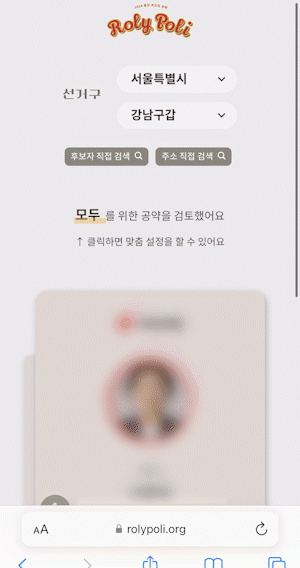 Roly Poli
서울특별시
선거구
강남구갑
후보자 직접 검색
주소 직접 검색
모두 를 위한 공약을 검토했어요
↑ 클릭하면 맞춤 설정을 할 수 있어요
AA
rolypoli.org